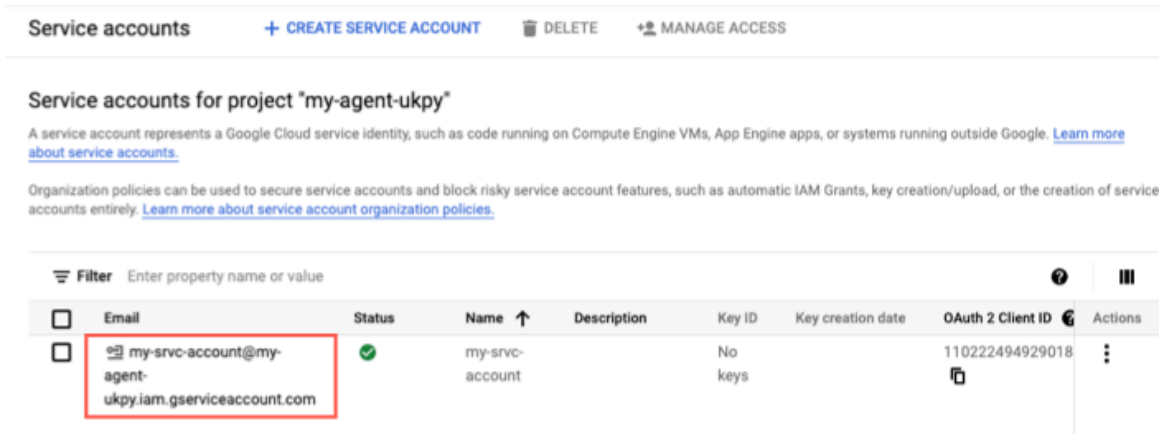 Service accounts + CREATE SERVICE ACCOUNT DELETE MANAGE ACCESS
Service accounts for project "my-agent-ukpy"
A service account represents a Google Cloud service identity, such as code running on Compute Engine VMs, App Engine apps, or systems running outside Google. Learn more
about service accounts.
Organization policies can be used to secure service accounts and block risky service account features, such as automatic IAM Grants, key creation/upload, or the creation of service
accounts entirely. Learn more about service account organization policies.
Filter Enter property name or value
Email Status Name Description Key ID Key creation date OAuth 2 Client ID Actions
my-srvc-account@my- my-srvc- No 110222494929018
agent- account keys
ukpy.iam.gserviceaccount.com